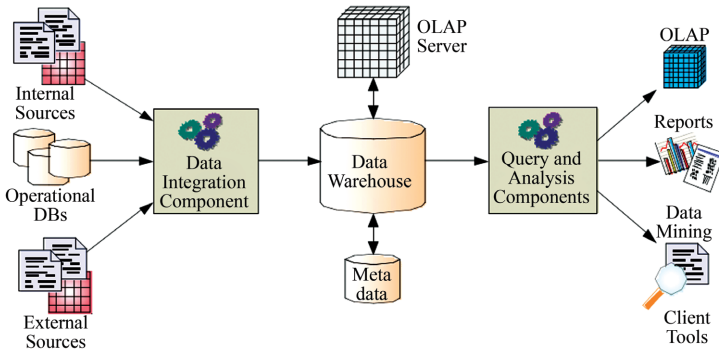 Internal
Sources
Operational
DBs
External
Sources
Data
Integration
Component
OLAP
Server
Data
Warehouse
Meta
data
Query and
Analysis
Components
OLAP
Reports
Data
Mining
Client
Tools